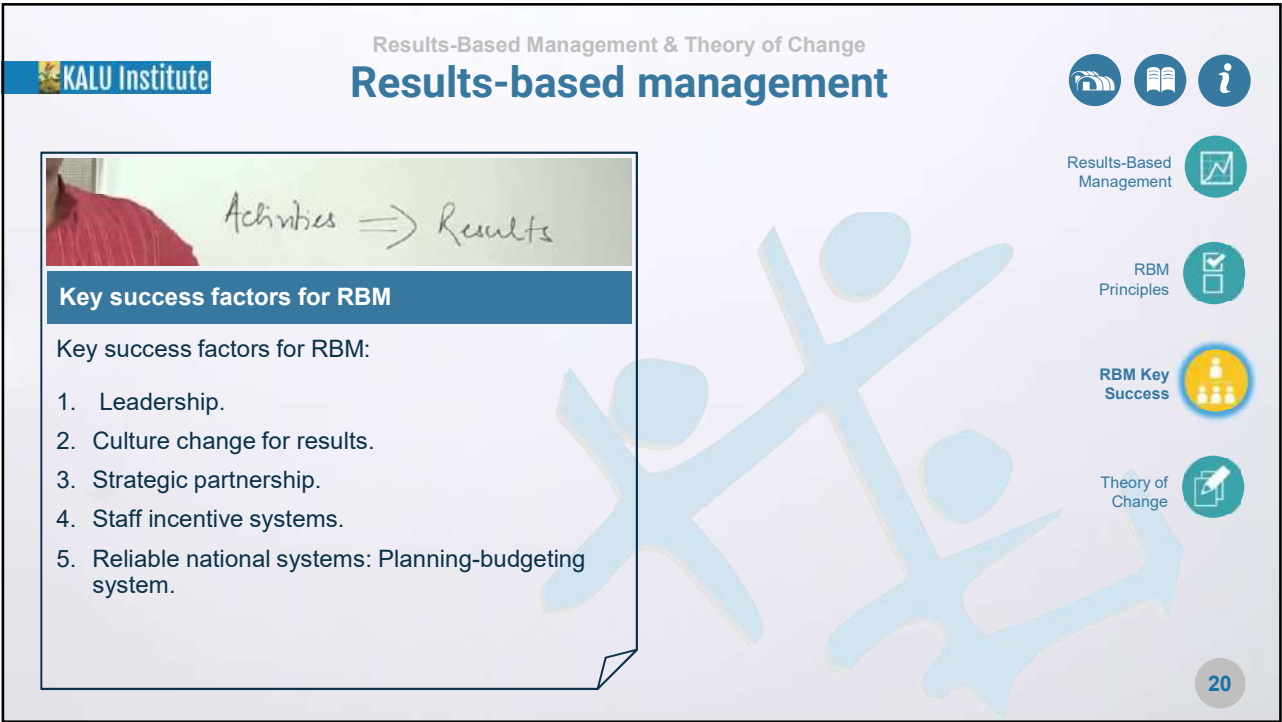 Results-Based Management & Theory of Change
KALU Institute
Results-based management
Activities ⇒ Results
Key success factors for RBM
Key success factors for RBM:
1. Leadership.
2. Culture change for results.
3. Strategic partnership.
4. Staff incentive systems.
5. Reliable national systems: Planning-budgeting
system.
i
Results-Based
Management
RBM
Principles
RBM Key
Success
Theory of
Change
20